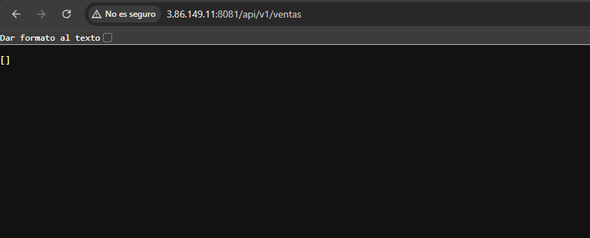 No es seguro 3.86.149.11:8081/api/v1/ventas
Dar formato al texto
[]